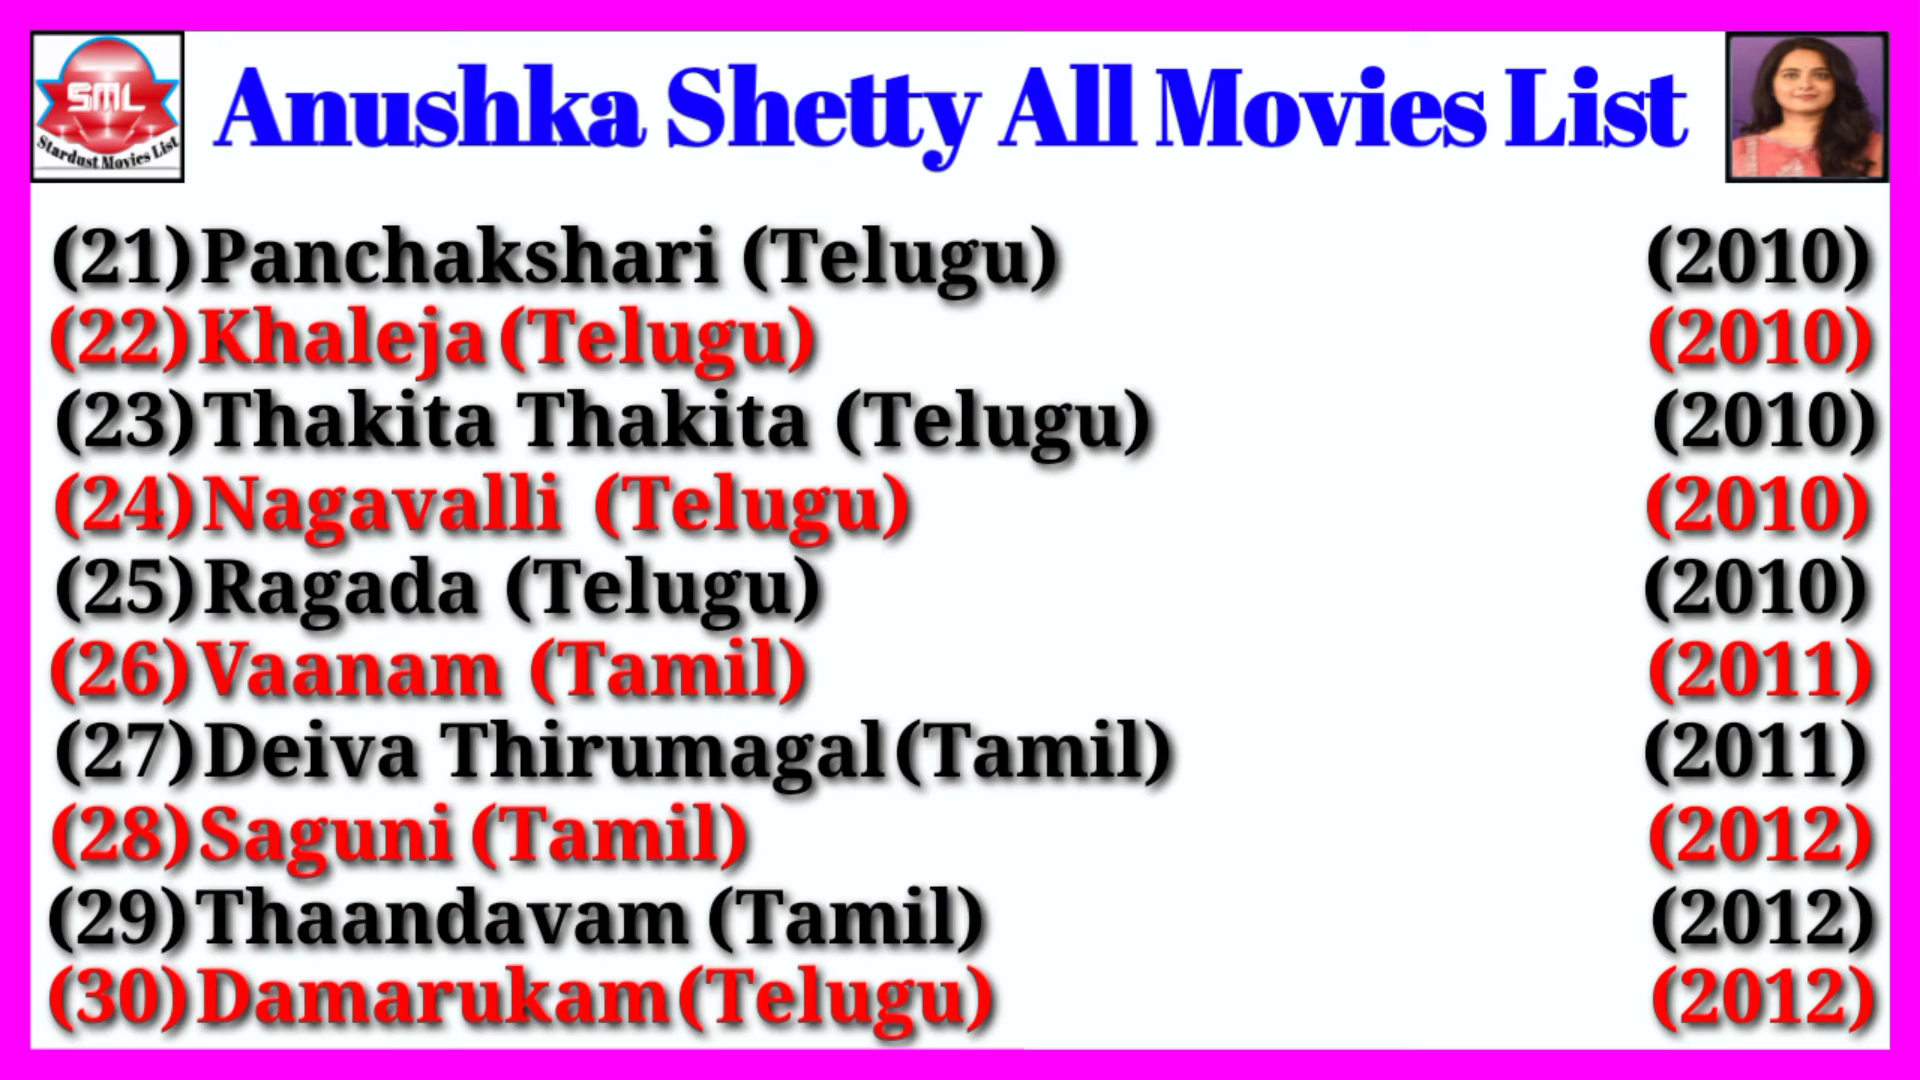 SML
Stardust Movies List
Anushka Shetty All Movies List
(21) Panchakshari (Telugu) (2010)
(22) Khaleja (Telugu) (2010)
(23) Thakita Thakita (Telugu) (2010)
(24) Nagavalli (Telugu) (2010)
(25) Ragada (Telugu) (2010)
(26) Vaanam (Tamil) (2011)
(27) Deiva Thirumagal (Tamil) (2011)
(28) Saguni (Tamil) (2012)
(29) Thaandavam (Tamil) (2012)
(30) Damarukam (Telugu) (2012)